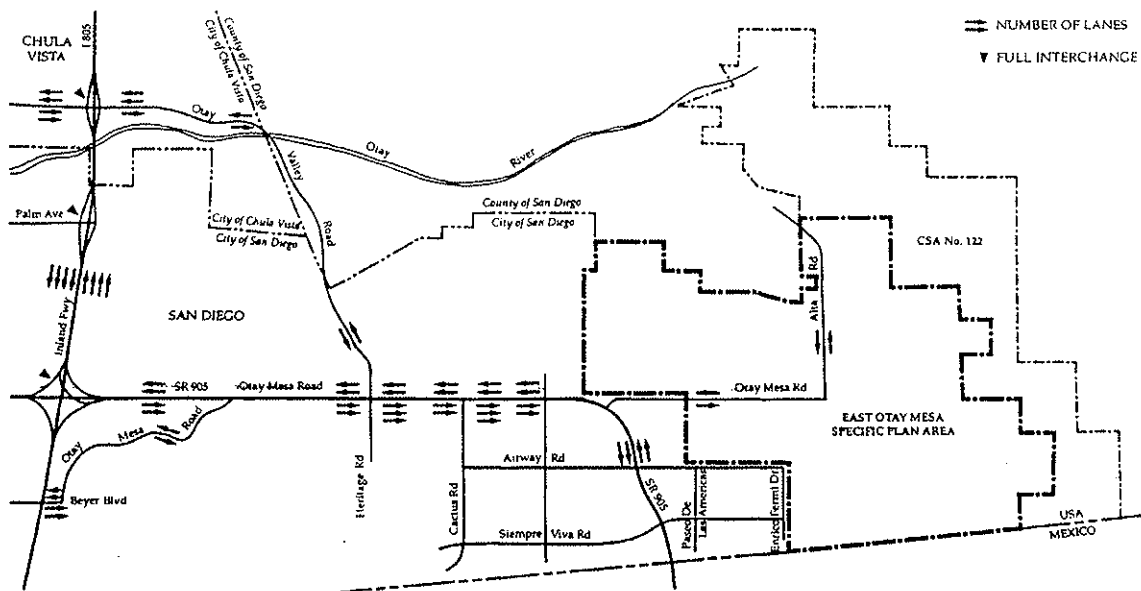 NUMBER OF LANES
FULL INTERCHANGE
CHULA
VISTA
I 805
County of San Diego
City of Chula Vista
Otay
Valley
Road
Otay
River
Palm Ave
City of Chula Vista
City of San Diego
County of San Diego
City of San Diego
CSA No. 122
Alta Rd
Inland Fwy
SAN DIEGO
SR 905
Otay Mesa Road
Otay Mesa Rd
EAST OTAY MESA
SPECIFIC PLAN AREA
Otay Mesa Road
Beyer Blvd
Heritage Rd
Cactus Rd
Airway Rd
SR 905
Siempre Viva Rd
Paseo De
Las Americas
Enrico Fermi Dr
USA
MEXICO